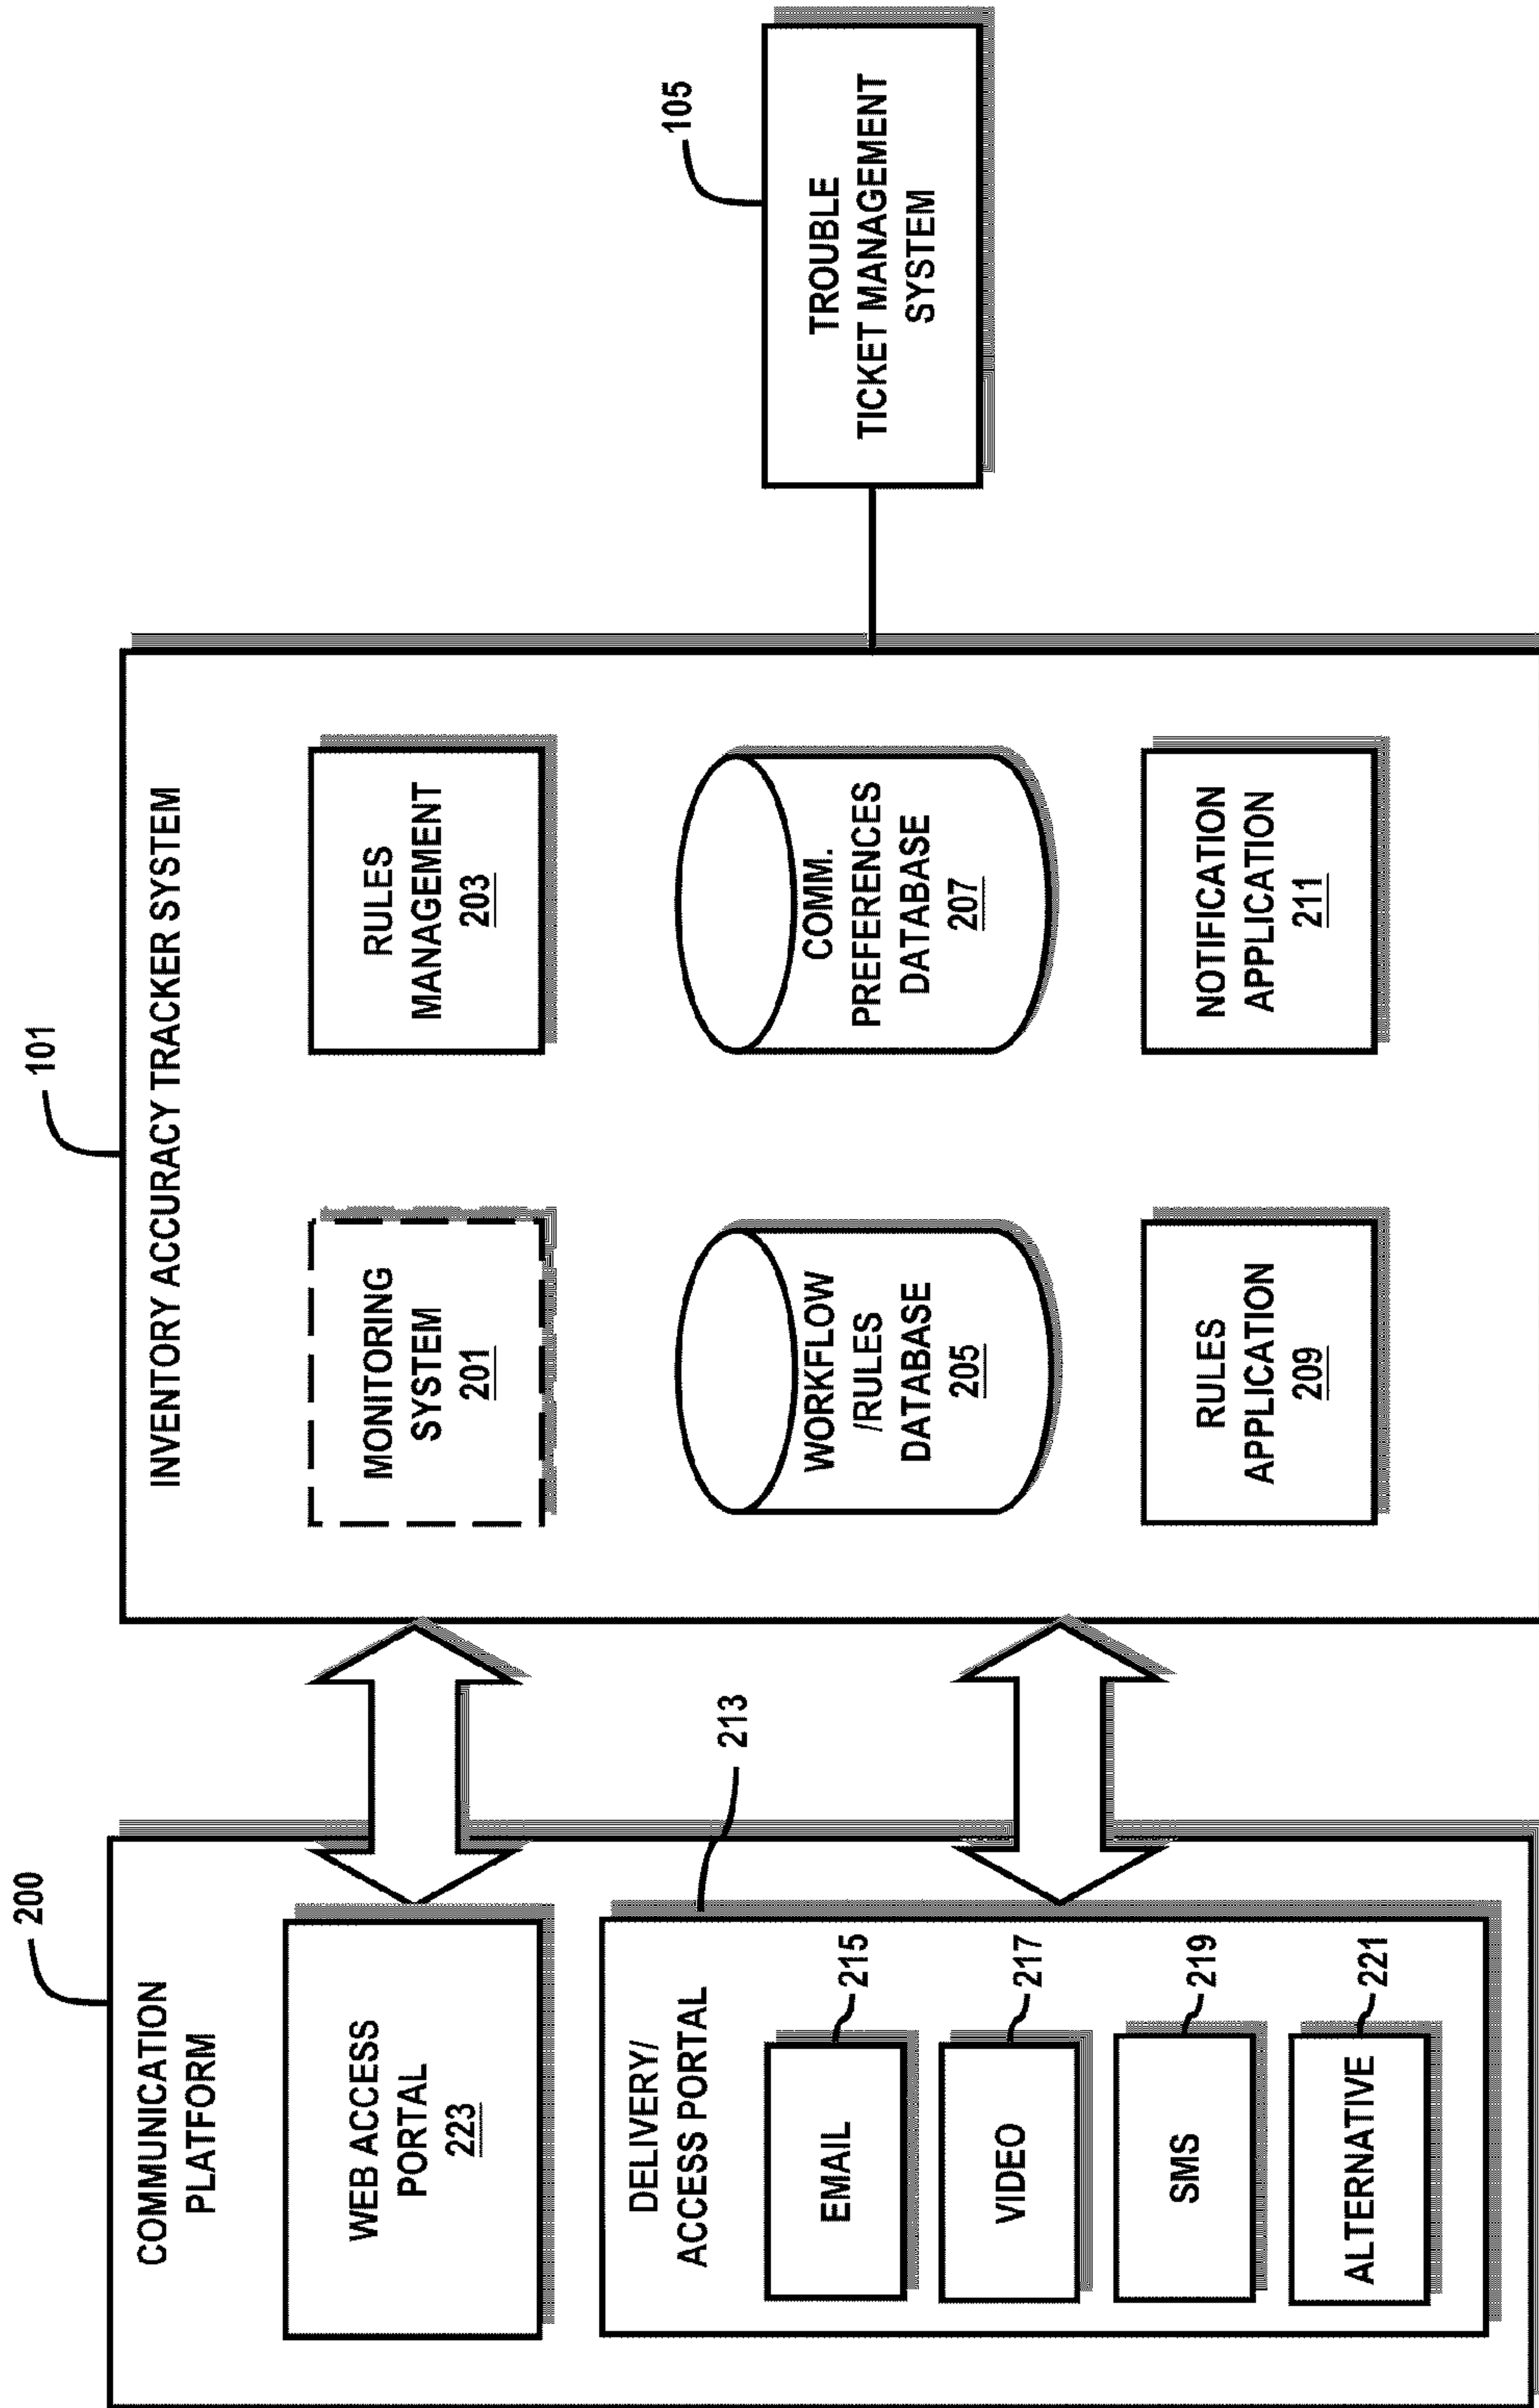 200
COMMUNICATION
PLATFORM
WEB ACCESS
PORTAL
223
213
DELIVERY/
ACCESS PORTAL
EMAIL
215
VIDEO
217
SMS
219
ALTERNATIVE
221
101
INVENTORY ACCURACY TRACKER SYSTEM
MONITORING
SYSTEM
201
RULES
MANAGEMENT
203
WORKFLOW
/RULES
DATABASE
205
COMM.
PREFERENCES
DATABASE
207
RULES
APPLICATION
209
NOTIFICATION
APPLICATION
211
105
TROUBLE
TICKET MANAGEMENT
SYSTEM